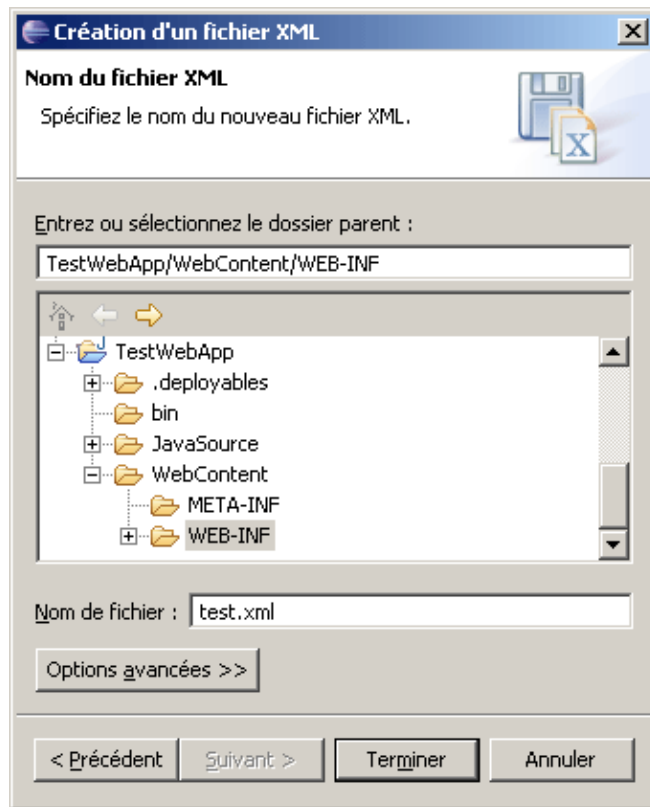 Création d'un fichier XML
Nom du fichier XML
Spécifiez le nom du nouveau fichier XML.
Entrez ou sélectionnez le dossier parent :
TestWebApp/WebContent/WEB-INF
TestWebApp
.deployables
bin
JavaSource
WebContent
META-INF
WEB-INF
Nom de fichier : test.xml
Options avancées >>
< Précédent Suivant > Terminer Annuler